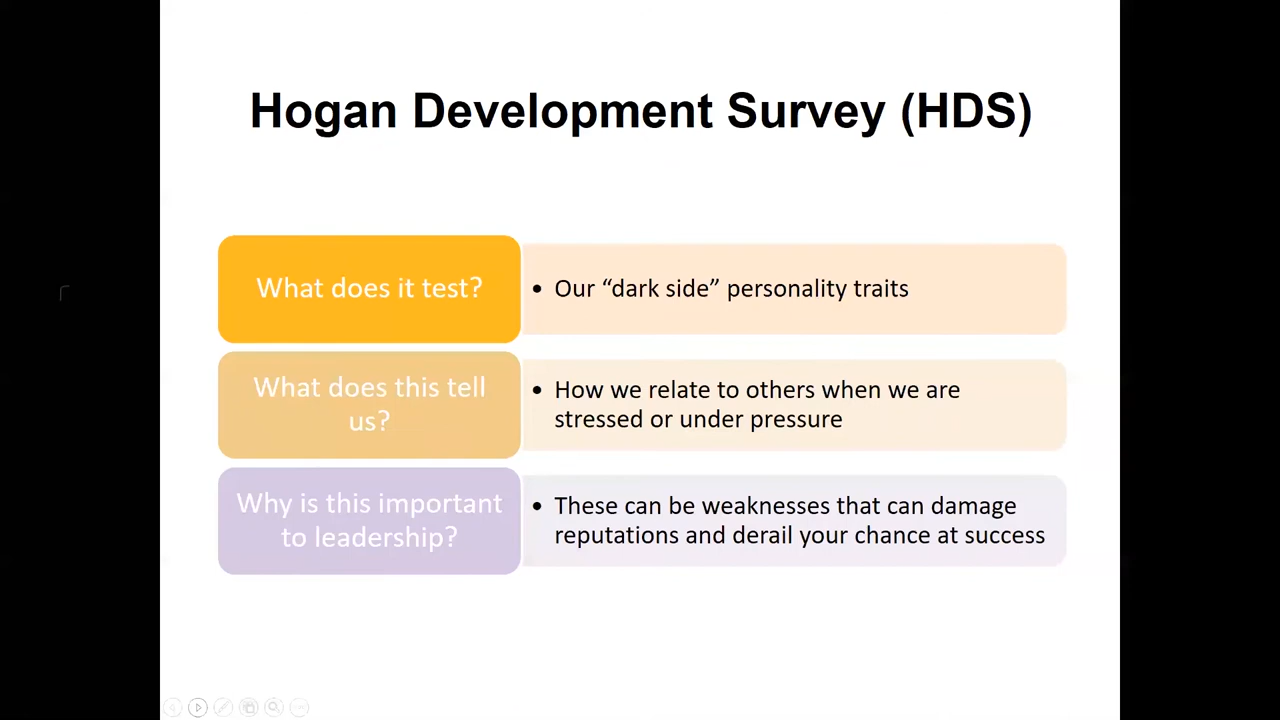 Hogan Development Survey (HDS)
What does it test?
• Our “dark side” personality traits
What does this tell
us?
• How we relate to others when we are
stressed or under pressure
Why is this important
to leadership?
• These can be weaknesses that can damage
reputations and derail your chance at success